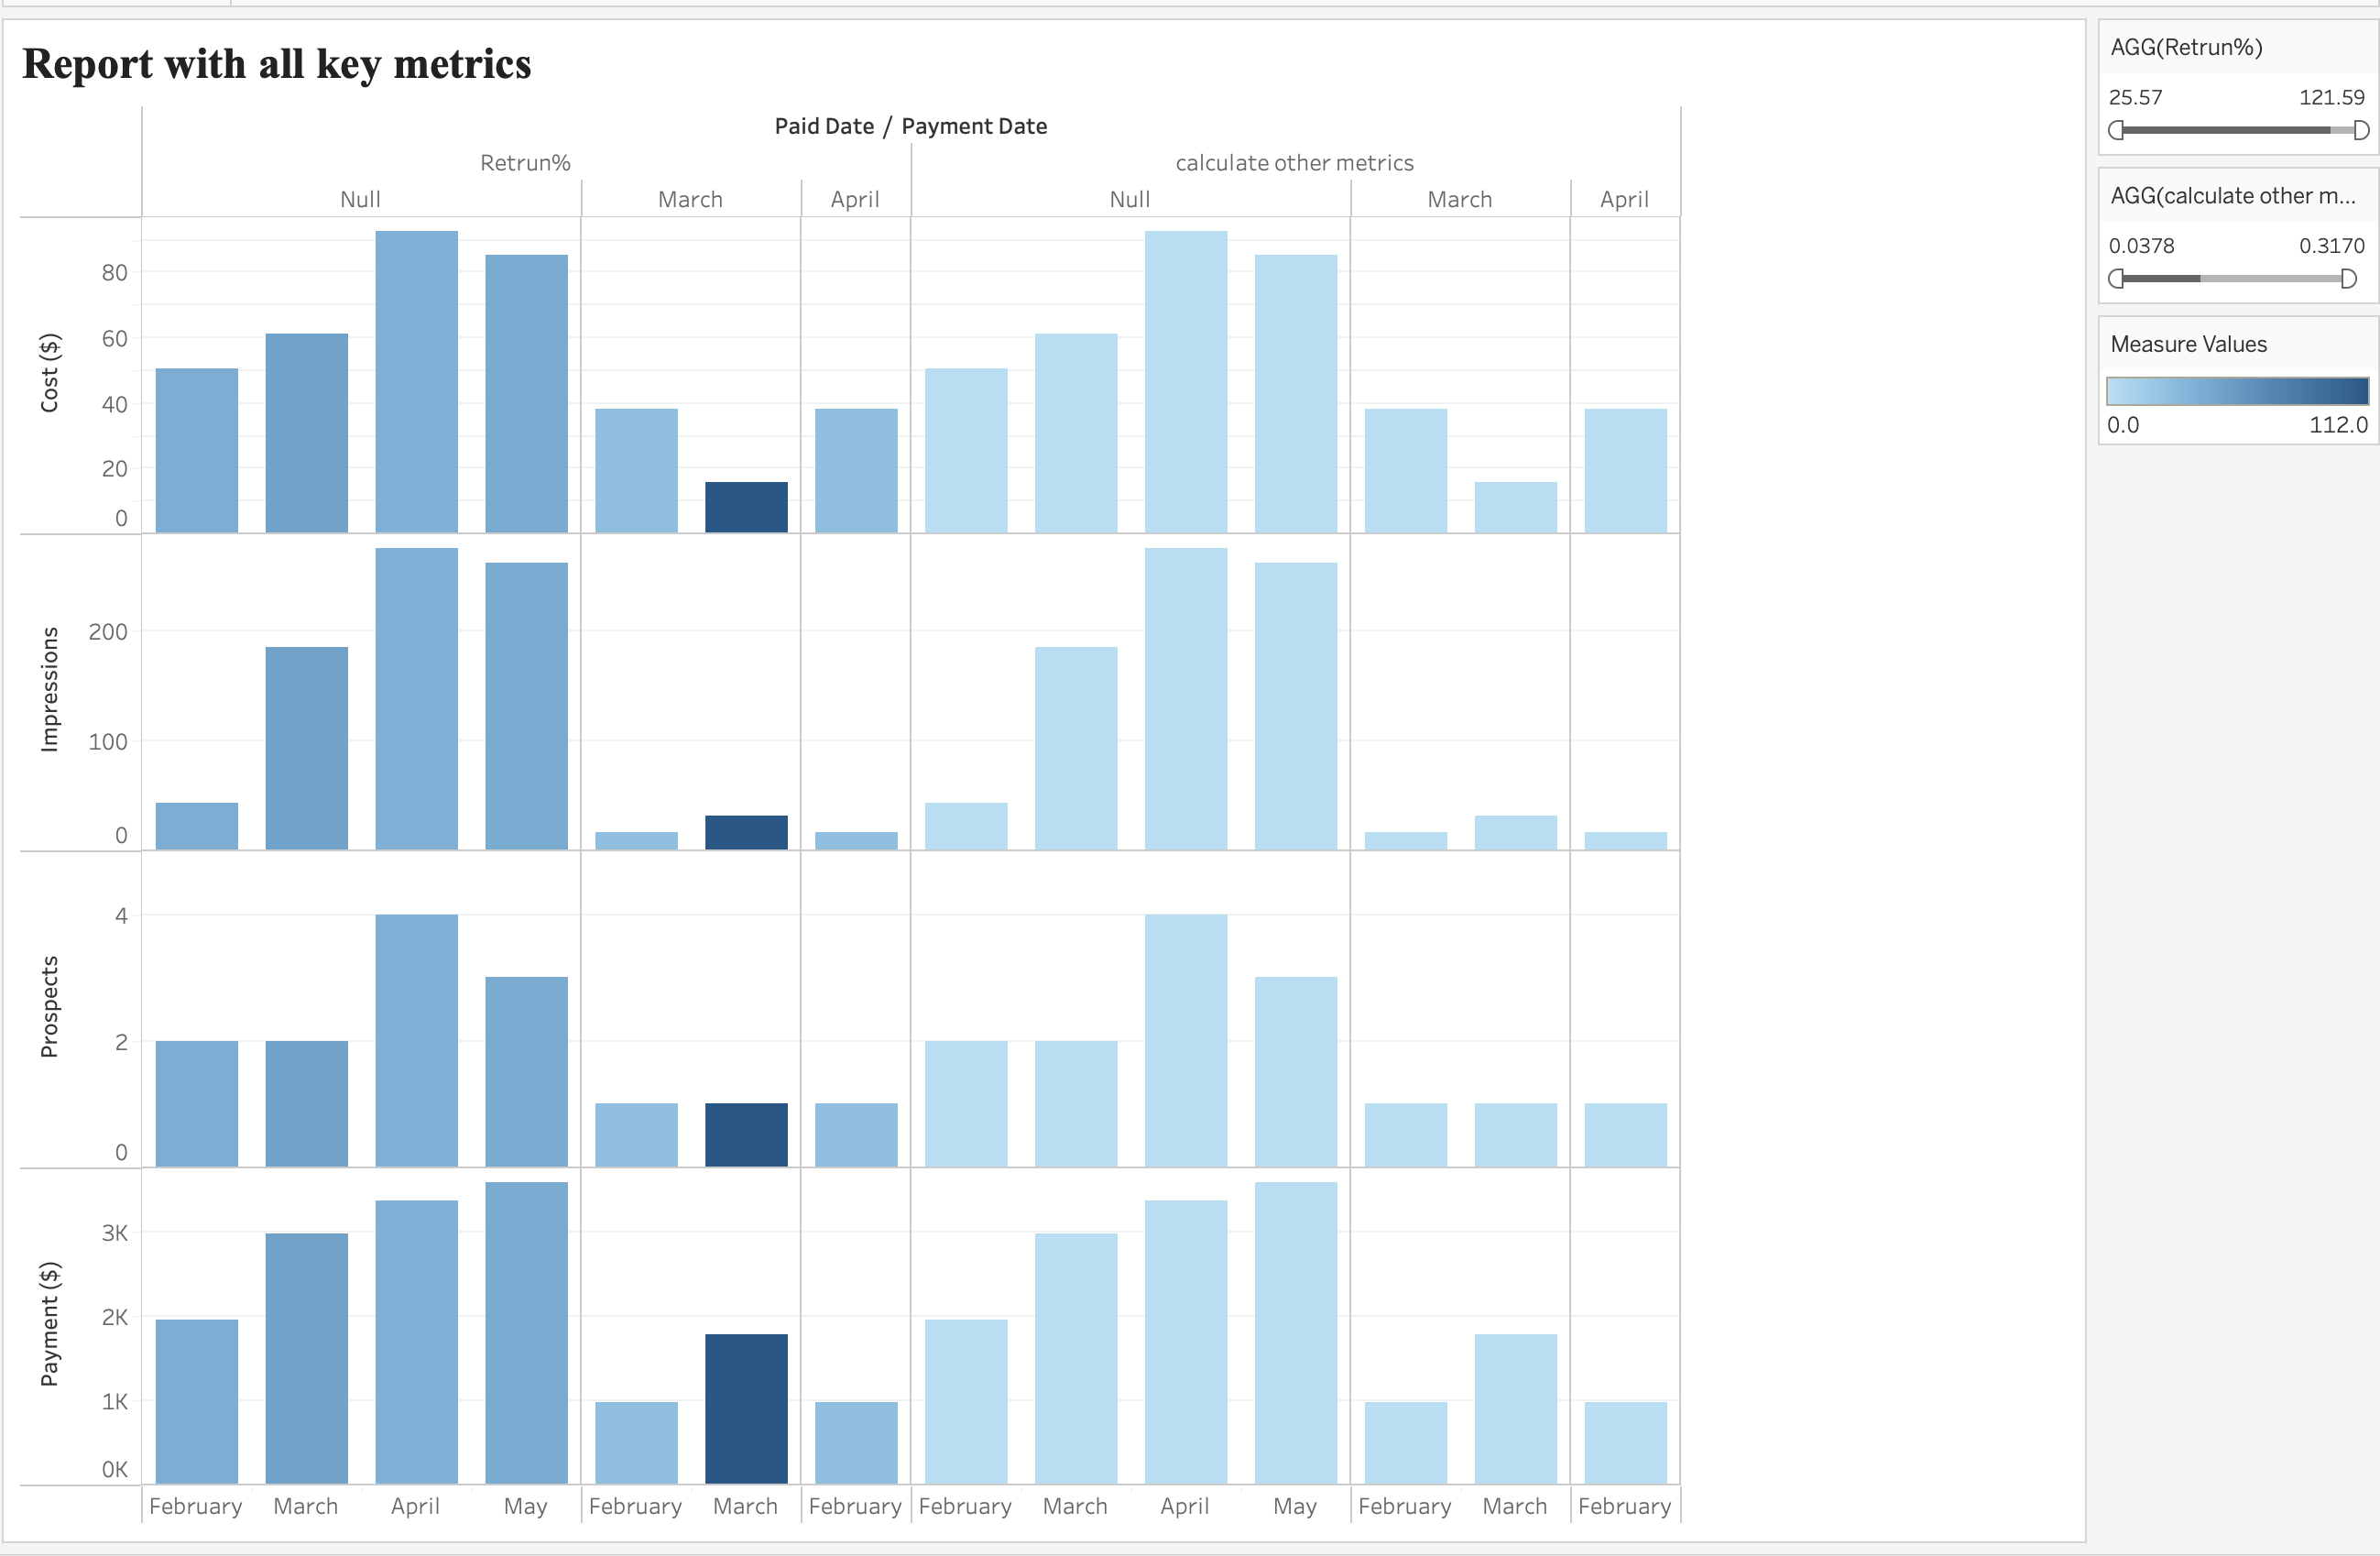 Report with all key metrics
Paid Date / Payment Date
Retrun% calculate other metrics
Null March April Null March April
Cost ($)
80
60
40
20
0
Impressions
200
100
0
Prospects
4
2
0
Payment ($)
3K
2K
1K
0K
February March April May February March February February March April May February March February
AGG(Retrun%)
25.57 121.59
AGG(calculate other m...
0.0378 0.3170
Measure Values
0.0 112.0